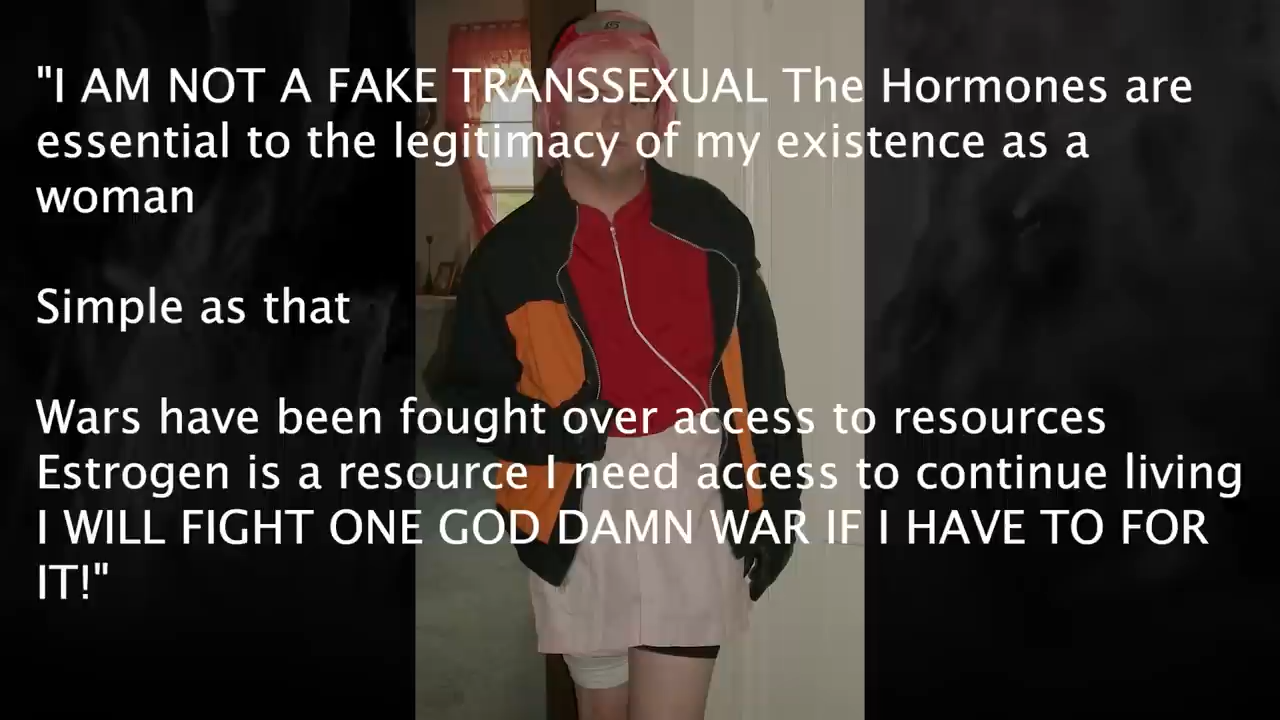 "I AM NOT A FAKE TRANSSEXUAL The Hormones are
essential to the legitimacy of my existence as a
woman
Simple as that
Wars have been fought over access to resources
Estrogen is a resource I need access to continue living
I WILL FIGHT ONE GOD DAMN WAR IF I HAVE TO FOR
IT!"